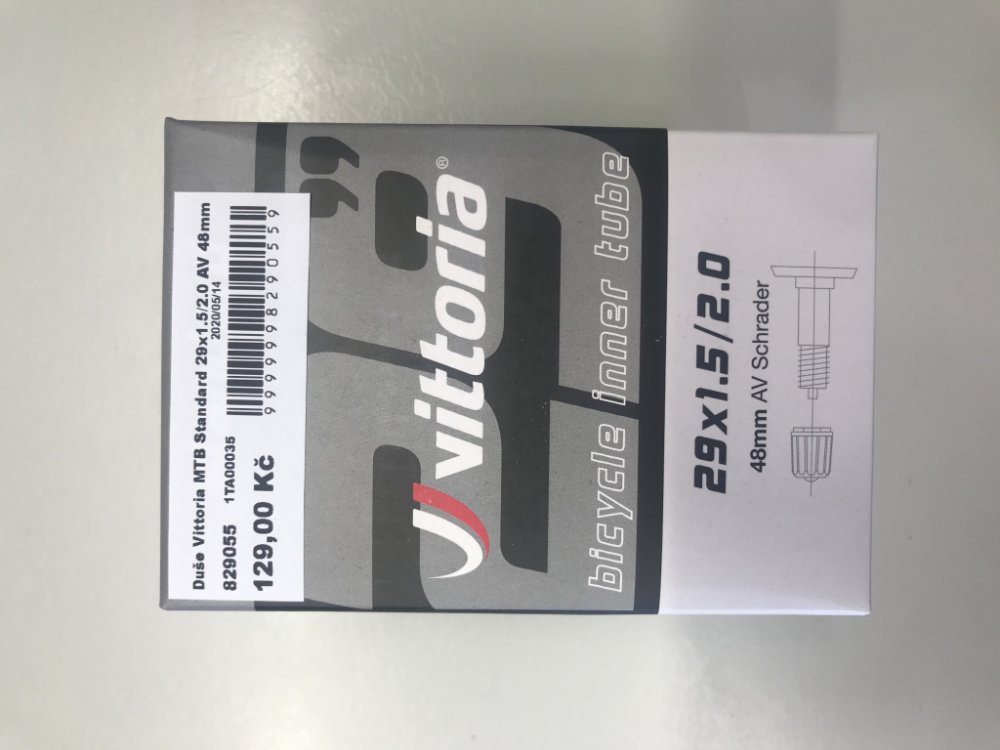 Duše Vittoria MTB Standard 29x1.5/2.0 AV 48mm
2020/05/14
829055 1TA00035
129,00 Kč
9999998290559
29"
vittoria®
bicycle inner tube
29x1.5/2.0
48mm AV Schrader